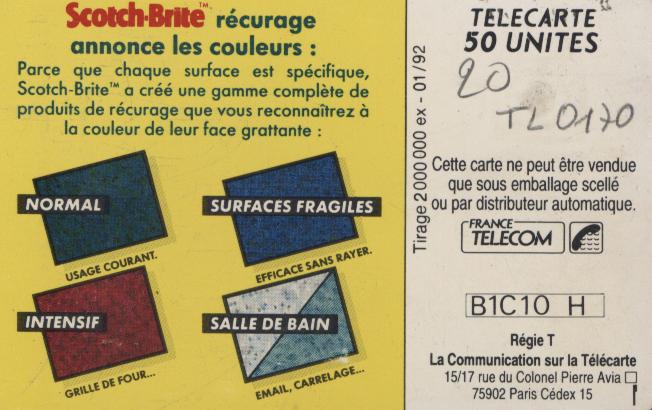 Scotch-Brite™ récurage
annonce les couleurs :
Parce que chaque surface est spécifique,
Scotch-Brite™ a créé une gamme complète de
produits de récurage que vous reconnaîtrez à
la couleur de leur face grattante :
NORMAL
USAGE COURANT.
SURFACES FRAGILES
EFFICACE SANS RAYER.
INTENSIF
GRILLE DE FOUR...
SALLE DE BAIN
EMAIL, CARRELAGE...
Tirage 2 000 000 ex - 01/92
TELECARTE
50 UNITES
20
TL 0170
Cette carte ne peut être vendue
que sous emballage scellé
ou par distributeur automatique.
FRANCE
TELECOM
B1C10 H
Régie T
La Communication sur la Télécarte
15/17 rue du Colonel Pierre Avia
75902 Paris Cédex 15